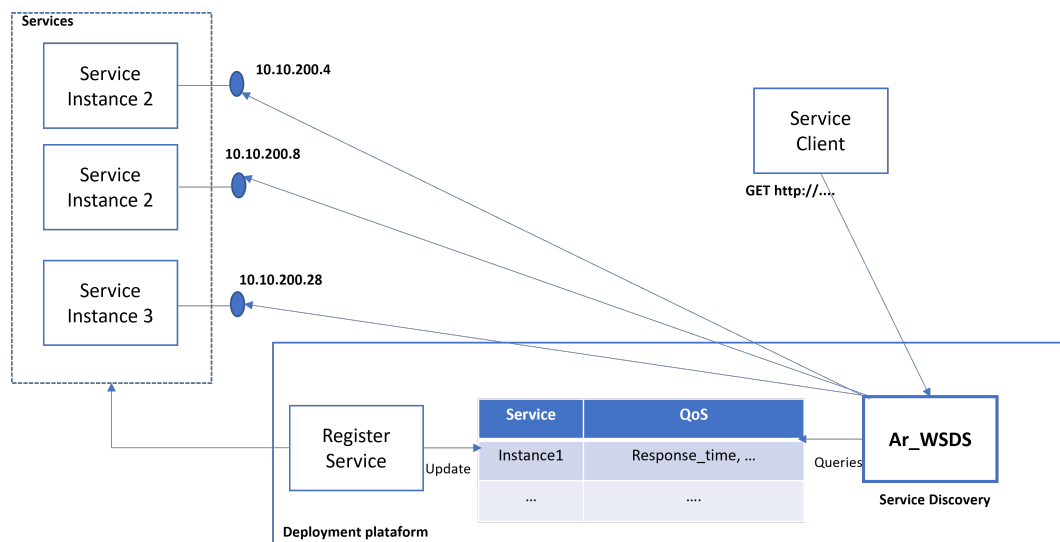 Services
Service
Instance 2
10.10.200.4
Service
Instance 2
10.10.200.8
Service
Instance 3
10.10.200.28
Service
Client
GET http://....
Register
Service
Update
Service QoS
Instance1 Response_time, ...
... ....
Queries
Ar_WSDS
Service Discovery
Deployment plataform